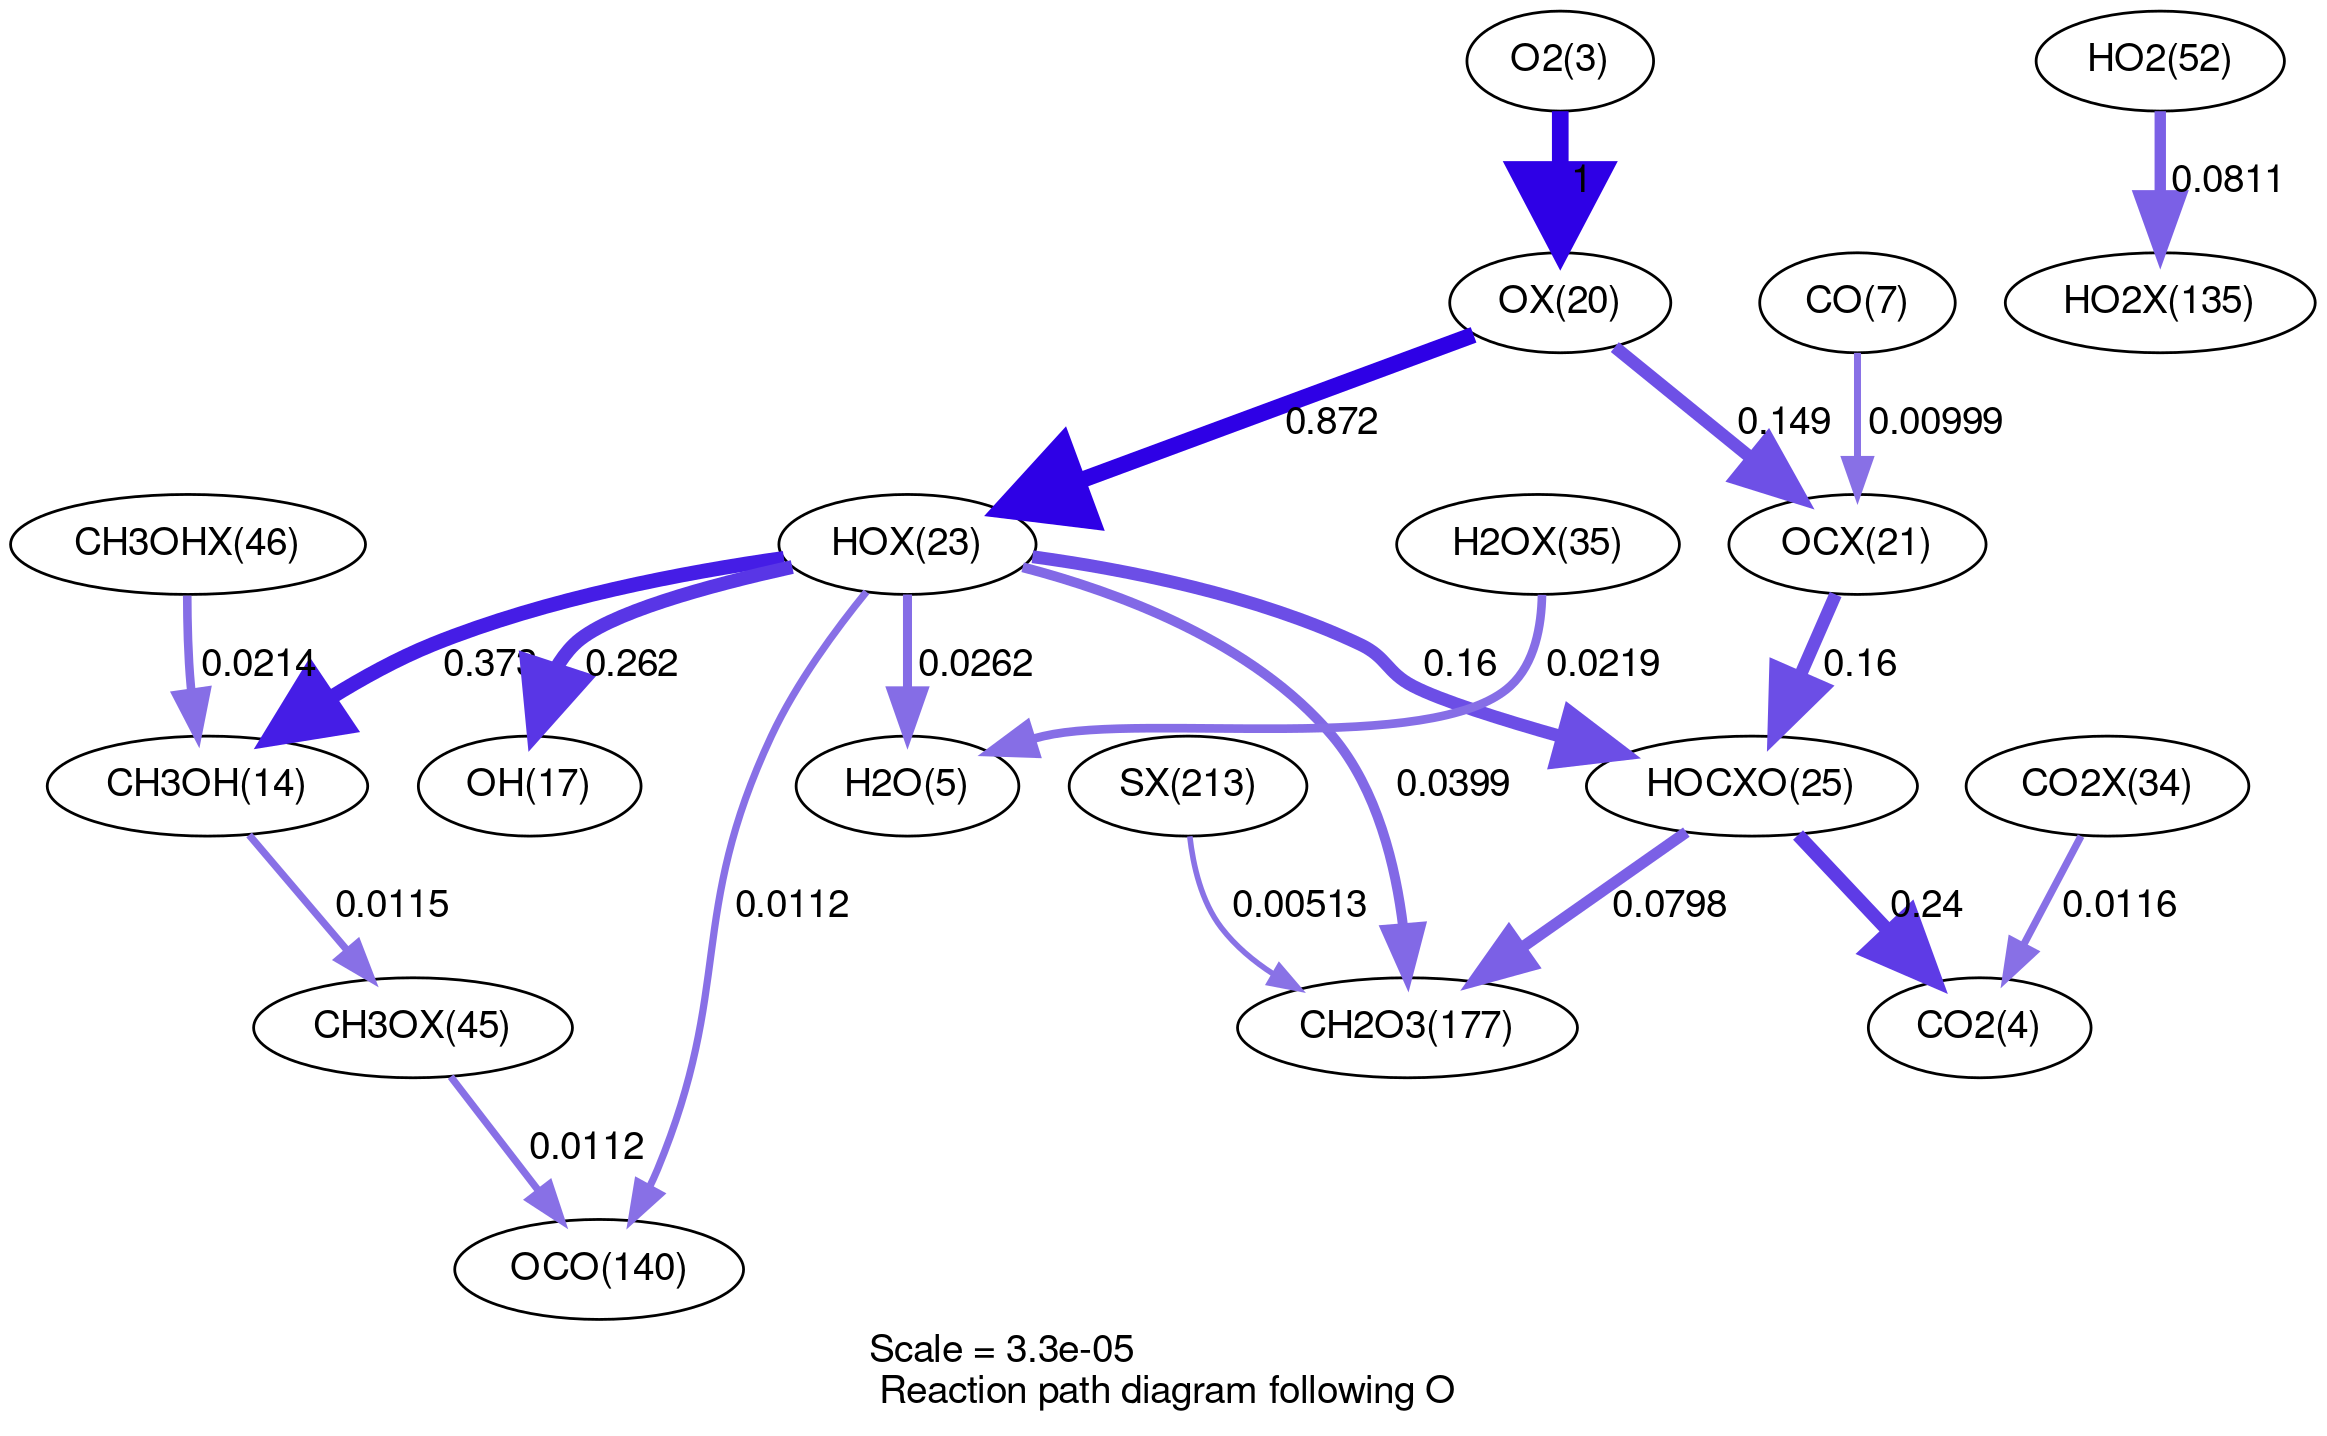 O2(3)
HO2(52)
1
0.0811
OX(20)
CO(7)
HO2X(135)
0.872
0.149
0.00999
CH3OHX(46)
HOX(23)
H2OX(35)
OCX(21)
0.0214
0.373
0.262
0.0262
0.16
0.0219
0.16
CH3OH(14)
OH(17)
H2O(5)
SX(213)
0.0399
HOCXO(25)
CO2X(34)
0.0115
0.0112
0.00513
0.0798
0.24
0.0116
CH3OX(45)
CH2O3(177)
CO2(4)
0.0112
OCO(140)
Scale = 3.3e-05
Reaction path diagram following O